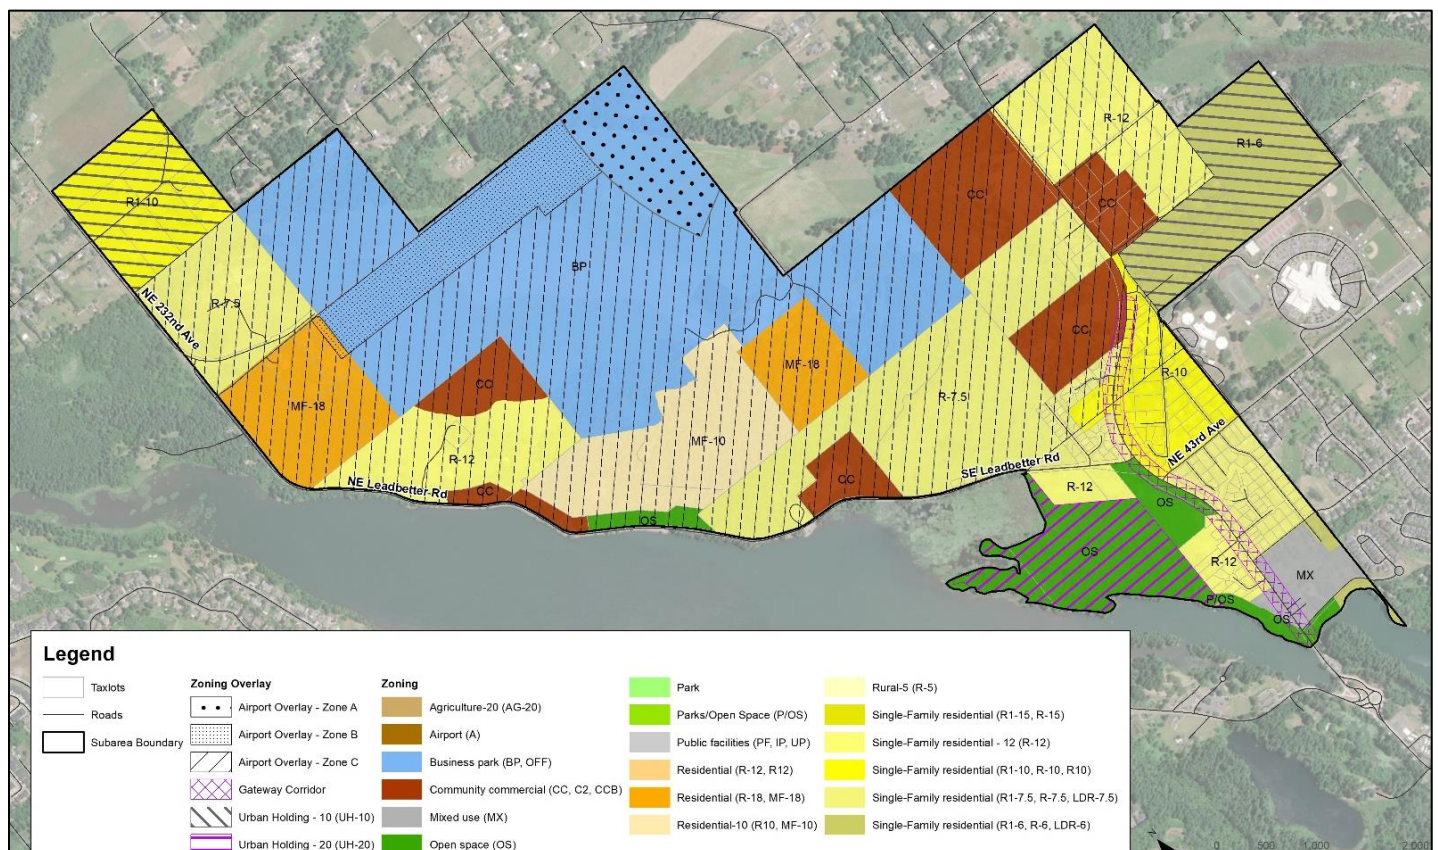 R-12
R1-6
CC
R1-10
CC
BP
R-7.5
CC
NE 232nd Ave
MF-18
R-10
CC
R-7.5
MF-18
NE 43rd Ave
MF-10
R-12
SE Leadbetter Rd
CC
NE Leadbetter Rd
CC
R-12
OS
OS
OS
R-12
MX
P/OS
OS
Legend
Taxlots
Roads
Subarea Boundary
Zoning Overlay
Airport Overlay - Zone A
Airport Overlay - Zone B
Airport Overlay - Zone C
Gateway Corridor
Urban Holding - 10 (UH-10)
Urban Holding - 20 (UH-20)
Zoning
Agriculture-20 (AG-20)
Airport (A)
Business park (BP, OFF)
Community commercial (CC, C2, CCB)
Mixed use (MX)
Open space (OS)
Park
Parks/Open Space (P/OS)
Public facilities (PF, IP, UP)
Residential (R-12, R12)
Residential (R-18, MF-18)
Residential-10 (R10, MF-10)
Rural-5 (R-5)
Single-Family residential (R1-15, R-15)
Single-Family residential - 12 (R-12)
Single-Family residential (R1-10, R-10, R10)
Single-Family residential (R1-7.5, R-7.5, LDR-7.5)
Single-Family residential (R1-6, R-6, LDR-6)
N
0 500 1,000 2,000